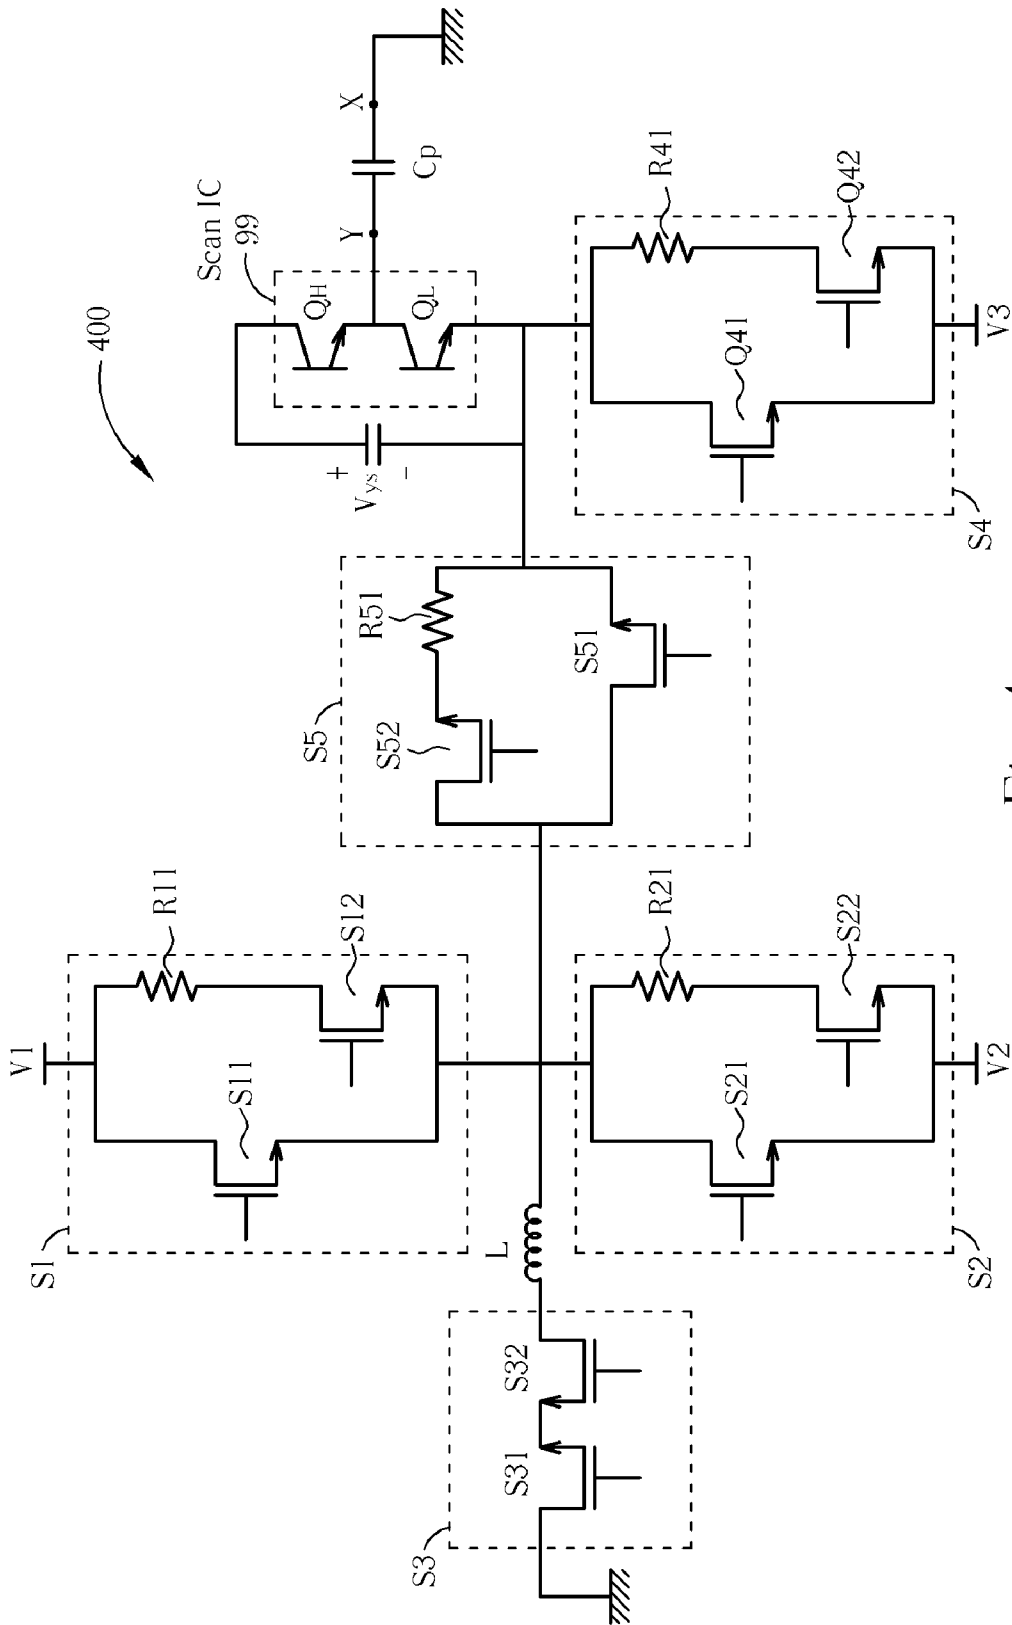 400
Scan IC
99
QH
QL
Y
X
Cp
+
Vys
-
S5
R51
S52
S51
R41
Q42
Q41
V3
S4
V1
R11
S12
S11
S1
R21
S22
S21
V2
S2
L
S32
S31
S3